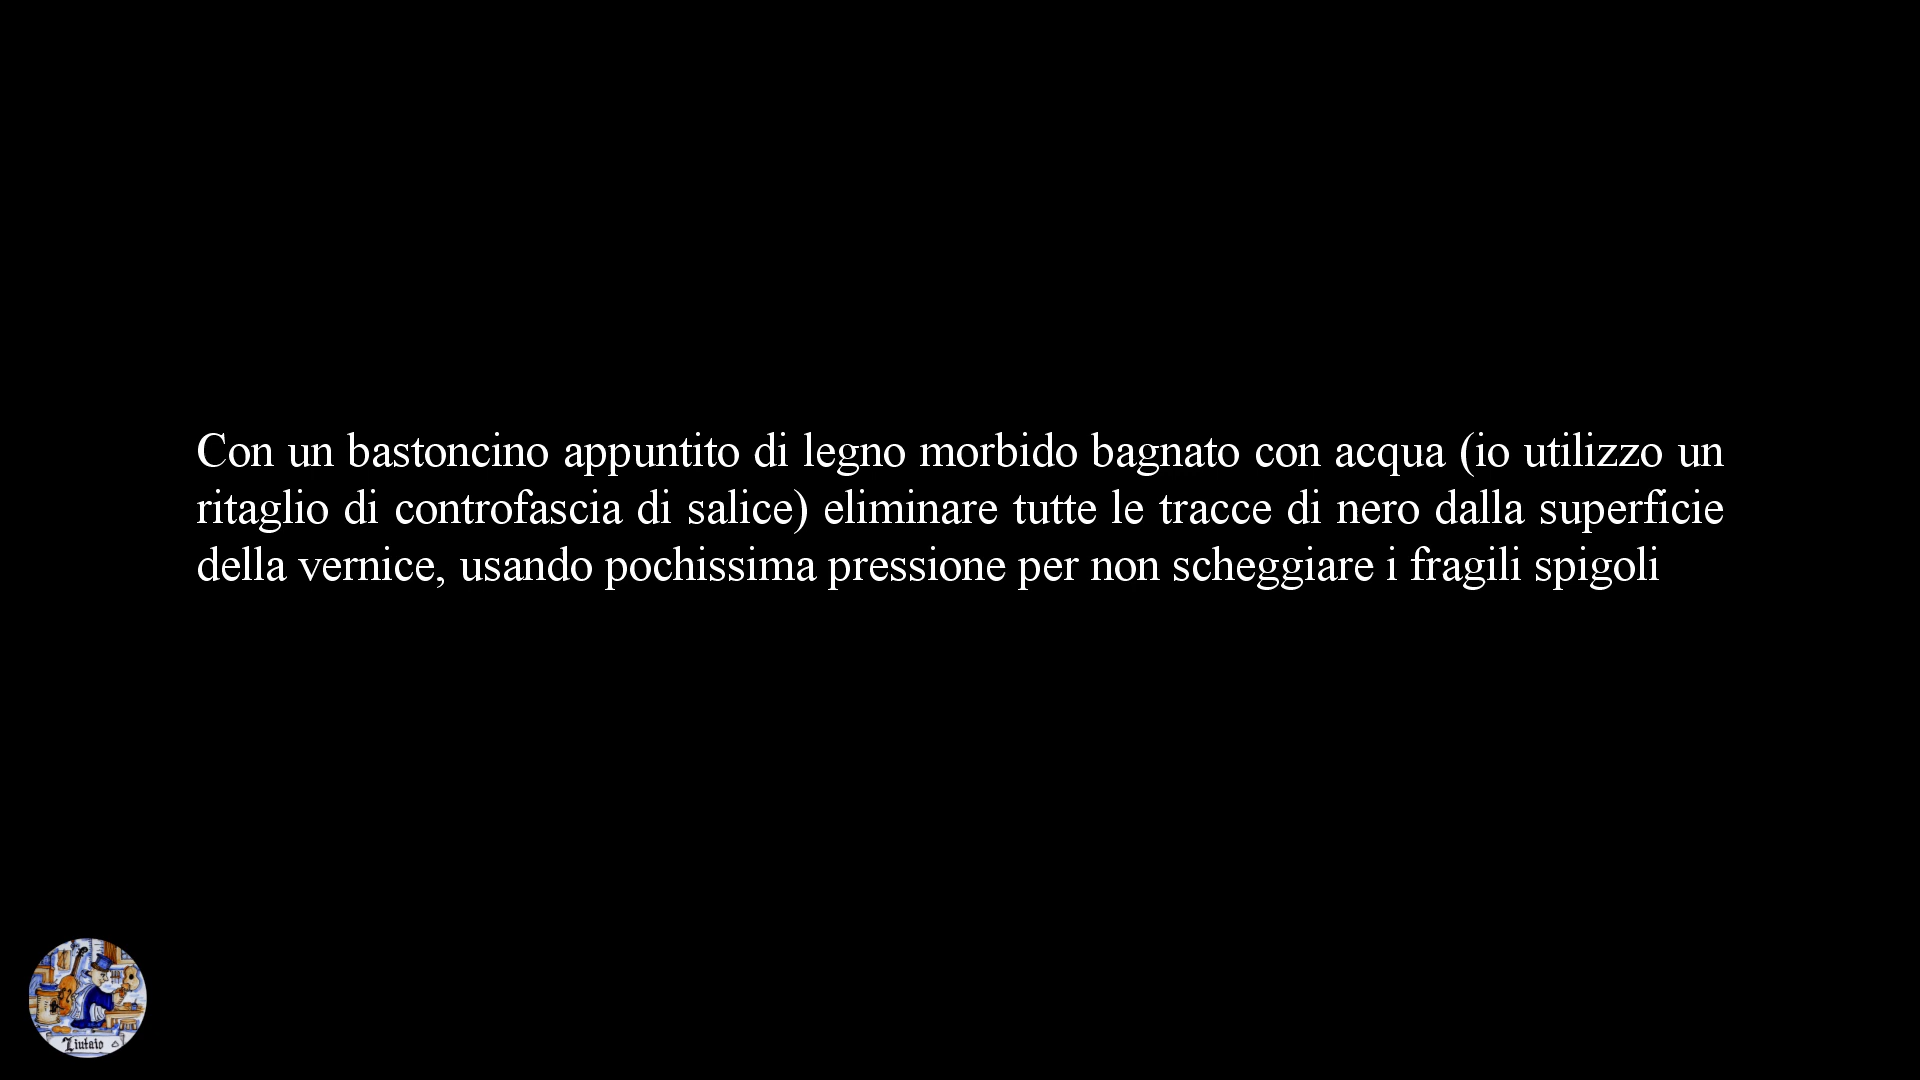 Con un bastoncino appuntito di legno morbido bagnato con acqua (io utilizzo un
ritaglio di controfascia di salice) eliminare tutte le tracce di nero dalla superficie
della vernice, usando pochissima pressione per non scheggiare i fragili spigoli
Liutaio